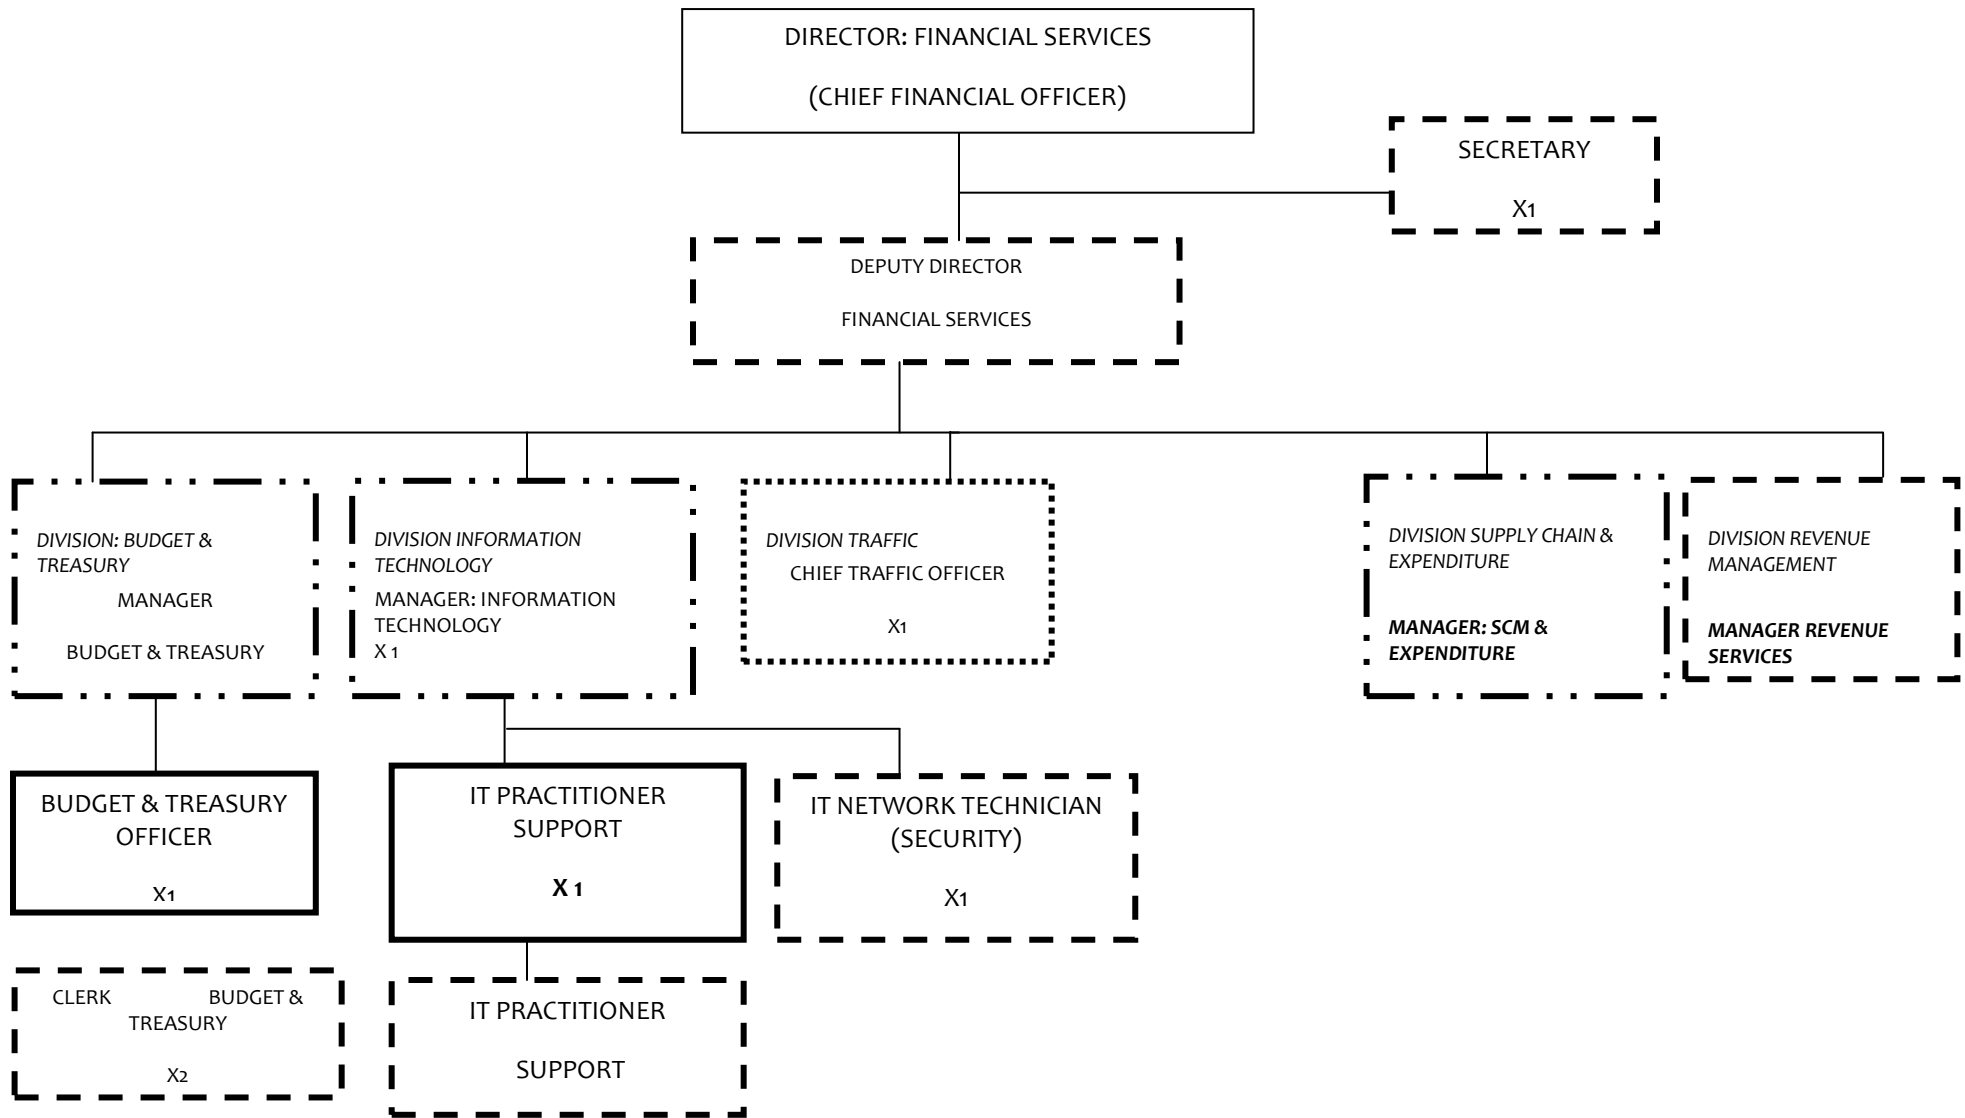 DIRECTOR: FINANCIAL SERVICES
(CHIEF FINANCIAL OFFICER)
SECRETARY
X1
DEPUTY DIRECTOR
FINANCIAL SERVICES
DIVISION: BUDGET &
TREASURY
MANAGER
BUDGET & TREASURY
DIVISION INFORMATION
TECHNOLOGY
MANAGER: INFORMATION
TECHNOLOGY
X 1
DIVISION TRAFFIC
CHIEF TRAFFIC OFFICER
X1
DIVISION SUPPLY CHAIN &
EXPENDITURE
MANAGER: SCM &
EXPENDITURE
DIVISION REVENUE
MANAGEMENT
MANAGER REVENUE
SERVICES
BUDGET & TREASURY
OFFICER
X1
IT PRACTITIONER
SUPPORT
X 1
IT NETWORK TECHNICIAN
(SECURITY)
X1
CLERK BUDGET &
TREASURY
X2
IT PRACTITIONER
SUPPORT